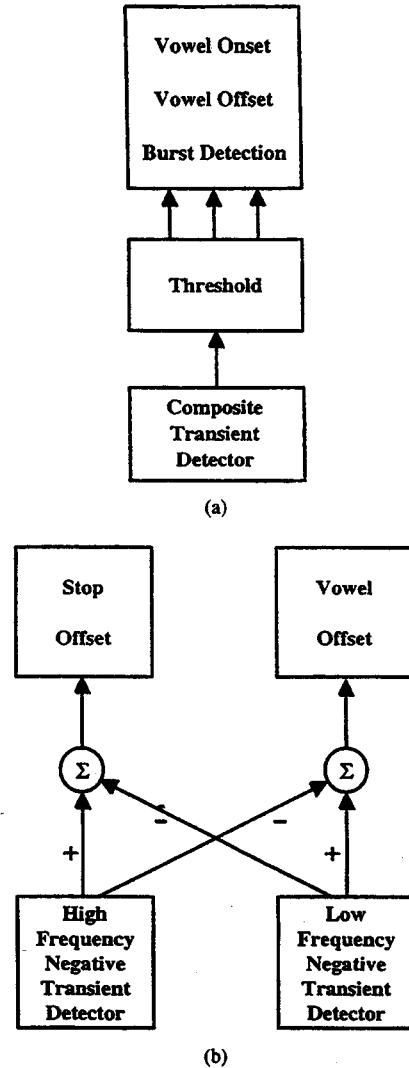 Vowel Onset
Vowel Offset
Burst Detection
Threshold
Composite
Transient
Detector
(a)
Stop
Offset
Vowel
Offset
Σ
Σ
+
−
−
+
High
Frequency
Negative
Transient
Detector
Low
Frequency
Negative
Transient
Detector
(b)